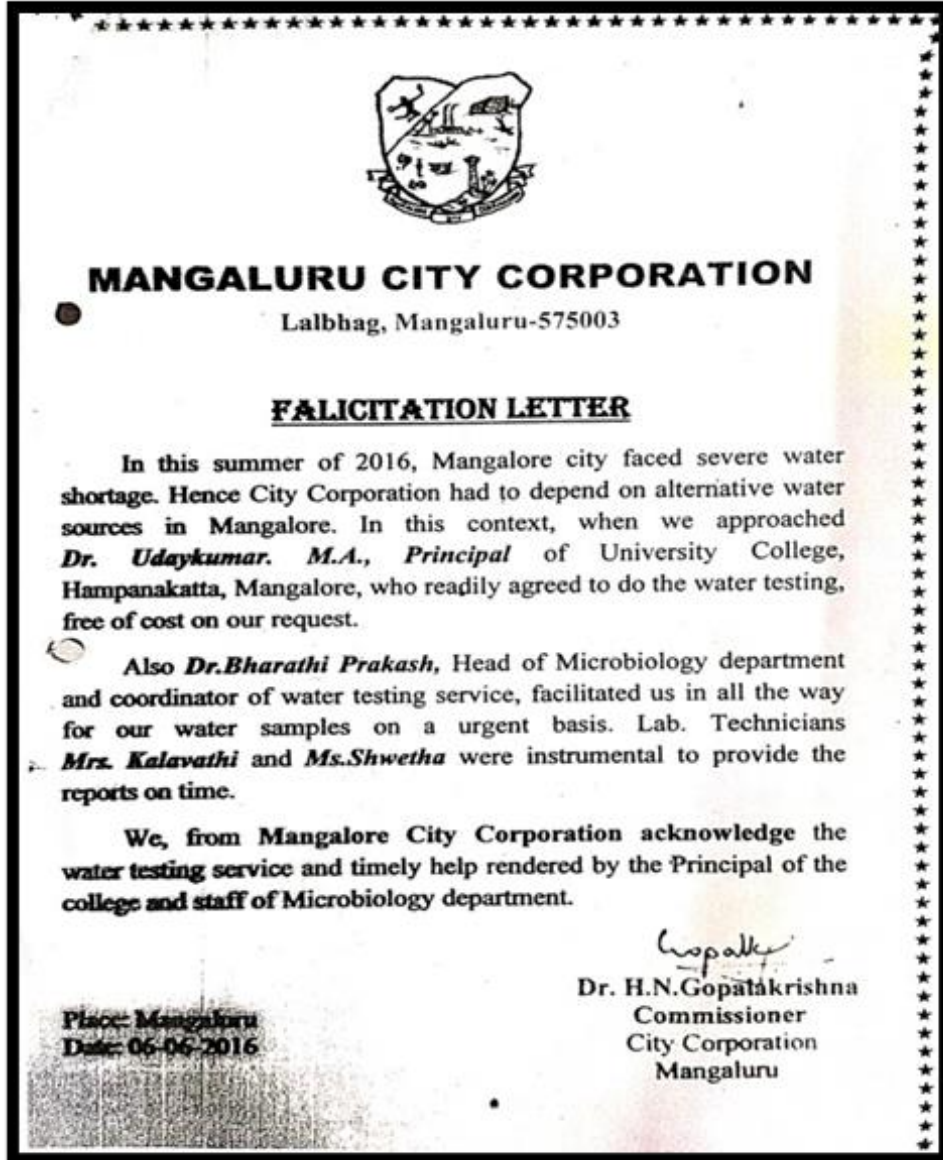 MANGALURU CITY CORPORATION
Lalbhag, Mangaluru-575003
FALICITATION LETTER
In this summer of 2016, Mangalore city faced severe water
shortage. Hence City Corporation had to depend on alternative water
sources in Mangalore. In this context, when we approached
Dr. Udaykumar. M.A., Principal of University College,
Hampanakatta, Mangalore, who readily agreed to do the water testing,
free of cost on our request.
Also Dr.Bharathi Prakash, Head of Microbiology department
and coordinator of water testing service, facilitated us in all the way
for our water samples on a urgent basis. Lab. Technicians
Mrs. Kalavathi and Ms.Shwetha were instrumental to provide the
reports on time.
We, from Mangalore City Corporation acknowledge the
water testing service and timely help rendered by the Principal of the
college and staff of Microbiology department.
Dr. H.N.Gopalakrishna
Commissioner
City Corporation
Mangaluru
Place: Mangaluru
Date: 06-06-2016